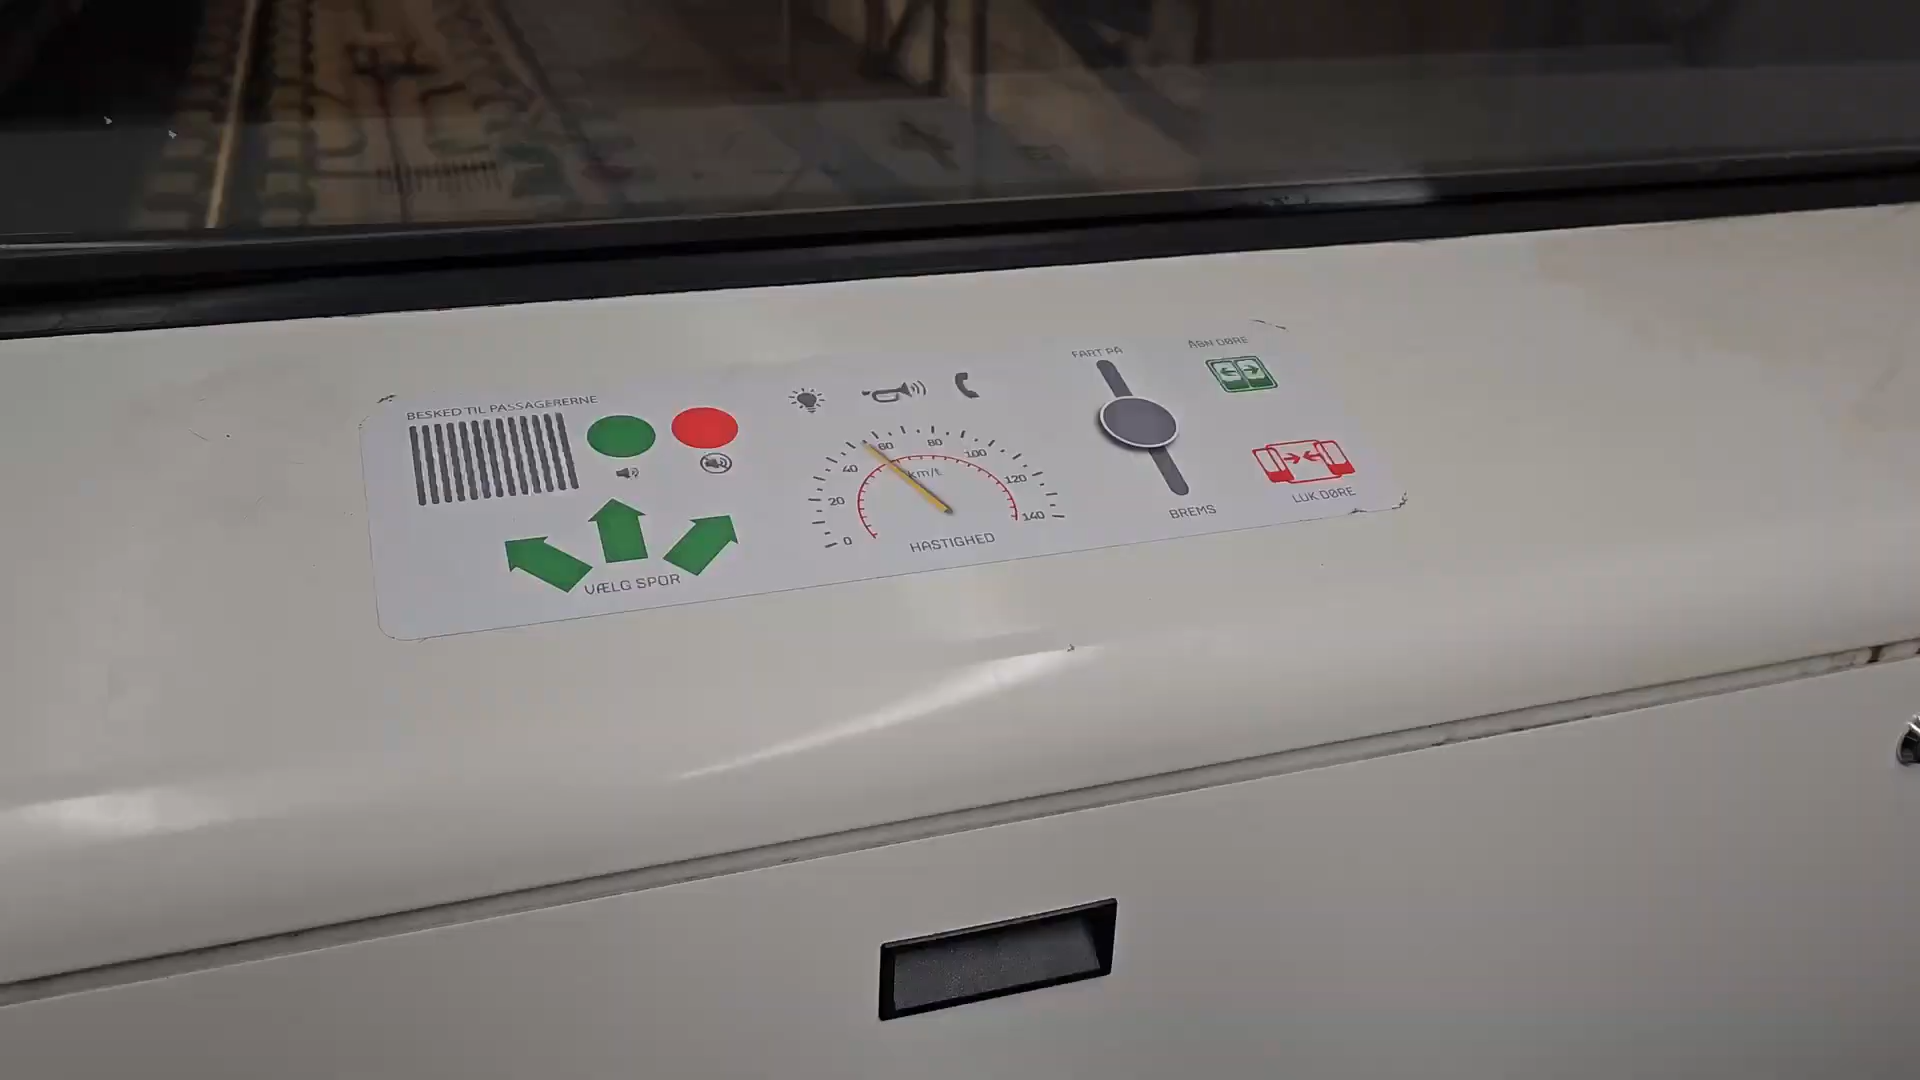 BESKED TIL PASSAGERERNE
VÆLG SPOR
0
20
40
60
80
100
120
140
km/t
HASTIGHED
FART PÅ
BREMS
ÅBN DØRE
LUK DØRE